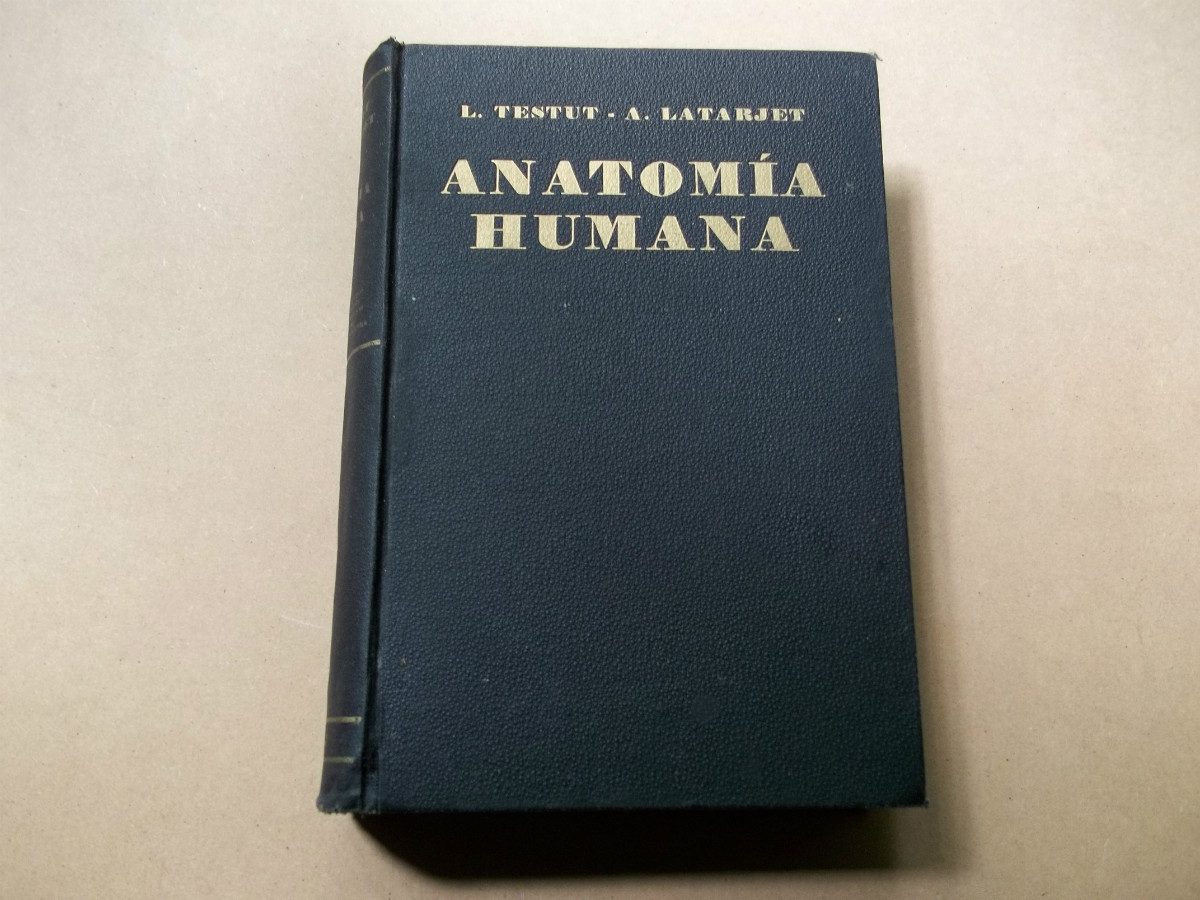 L. TESTUT - A. LATARJET
ANATOMÍA
HUMANA